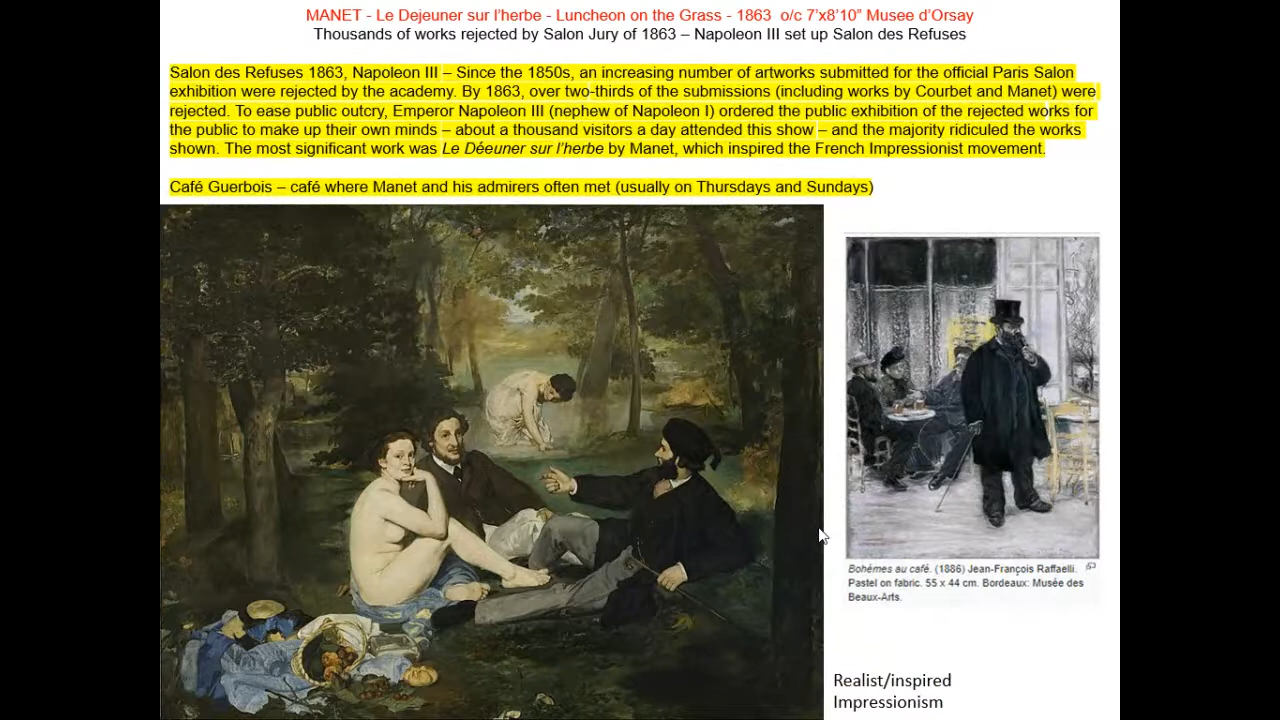 MANET - Le Dejeuner sur l'herbe - Luncheon on the Grass - 1863 o/c 7'x8'10" Musee d'Orsay
Thousands of works rejected by Salon Jury of 1863 – Napoleon III set up Salon des Refuses
Salon des Refuses 1863, Napoleon III – Since the 1850s, an increasing number of artworks submitted for the official Paris Salon
exhibition were rejected by the academy. By 1863, over two-thirds of the submissions (including works by Courbet and Manet) were
rejected. To ease public outcry, Emperor Napoleon III (nephew of Napoleon I) ordered the public exhibition of the rejected works for
the public to make up their own minds – about a thousand visitors a day attended this show – and the majority ridiculed the works
shown. The most significant work was Le Déeuner sur l'herbe by Manet, which inspired the French Impressionist movement.
Café Guerbois – café where Manet and his admirers often met (usually on Thursdays and Sundays)
Bohèmes au café. (1886) Jean-François Raffaelli.
Pastel on fabric. 55 x 44 cm. Bordeaux: Musée des
Beaux-Arts.
Realist/inspired
Impressionism